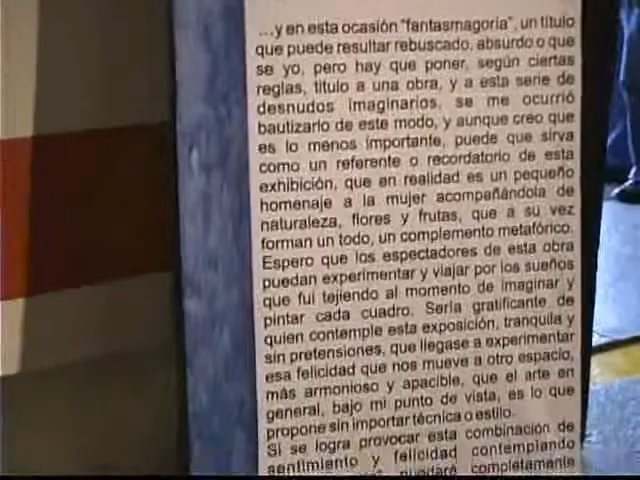 ...y en esta ocasión "fantasmagoria", un titulo
que puede resultar rebuscado, absurdo o que
se yo, pero hay que poner, según ciertas
reglas, titulo a una obra, y a esta serie de
desnudos imaginarios, se me ocurrió
bautizarlo de este modo, y aunque creo que
es lo menos importante, puede que sirva
como un referente o recordatorio de esta
exhibición, que en realidad es un pequeño
homenaje a la mujer acompañándola de
naturaleza, flores y frutas, que a su vez
forman un todo, un complemento metafórico.
Espero que los espectadores de esta obra
puedan experimentar y viajar por los sueños
que fui tejiendo al momento de imaginar y
pintar cada cuadro. Seria gratificante de
quien contemple esta exposición, tranquila y
sin pretensiones, que llegase a experimentar
esa felicidad que nos mueve a otro espacio,
más armonioso y apacible, que el arte en
general, bajo mi punto de vista, es lo que
propone sin importar técnica o estilo.
Si se logra provocar esta combinación de
sentimiento y felicidad contemplando
quedará completamente